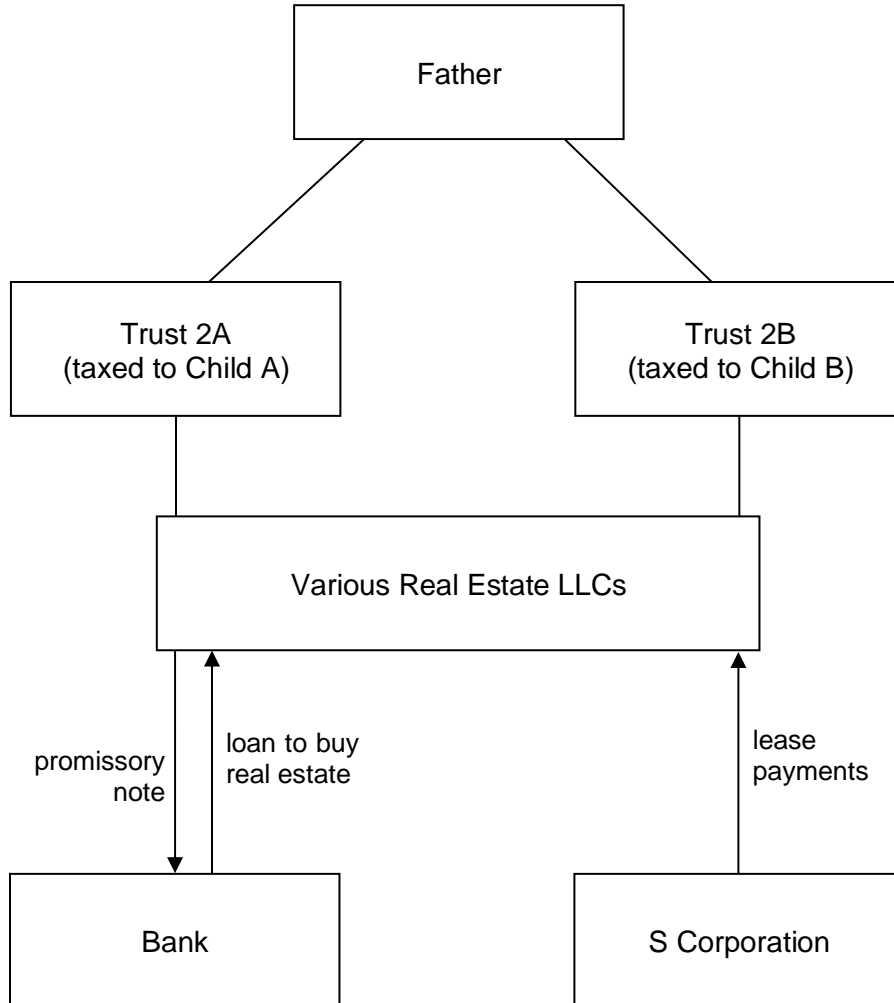 Father
Trust 2A
(taxed to Child A)
Trust 2B
(taxed to Child B)
Various Real Estate LLCs
promissory
note
loan to buy
real estate
lease
payments
Bank
S Corporation